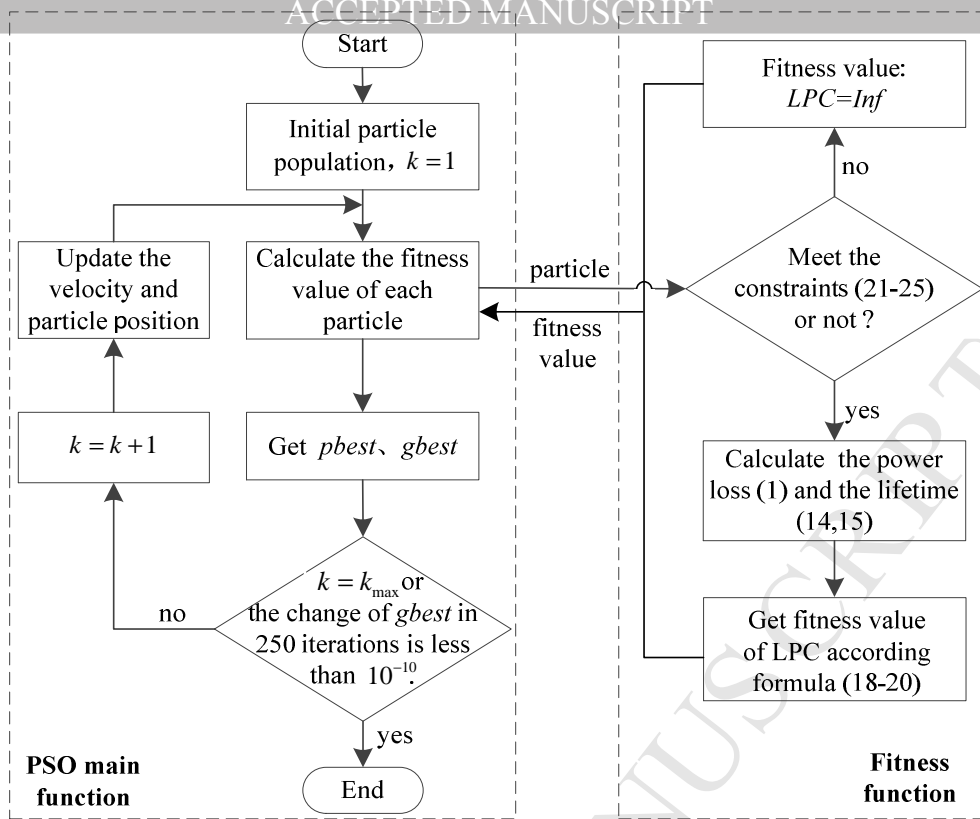 ACCEPTED MANUSCRIPT
Start
Initial particle
population, k = 1
Update the
velocity and
particle position
Calculate the fitness
value of each
particle
k = k + 1
Get pbest、gbest
k = kmax or
the change of gbest in
250 iterations is less
than 10⁻¹⁰.
no
yes
End
PSO main
function
particle
fitness
value
Fitness value:
LPC=Inf
no
Meet the
constraints (21-25)
or not ?
yes
Calculate the power
loss (1) and the lifetime
(14,15)
Get fitness value
of LPC according
formula (18-20)
Fitness
function
NUSCRIPT